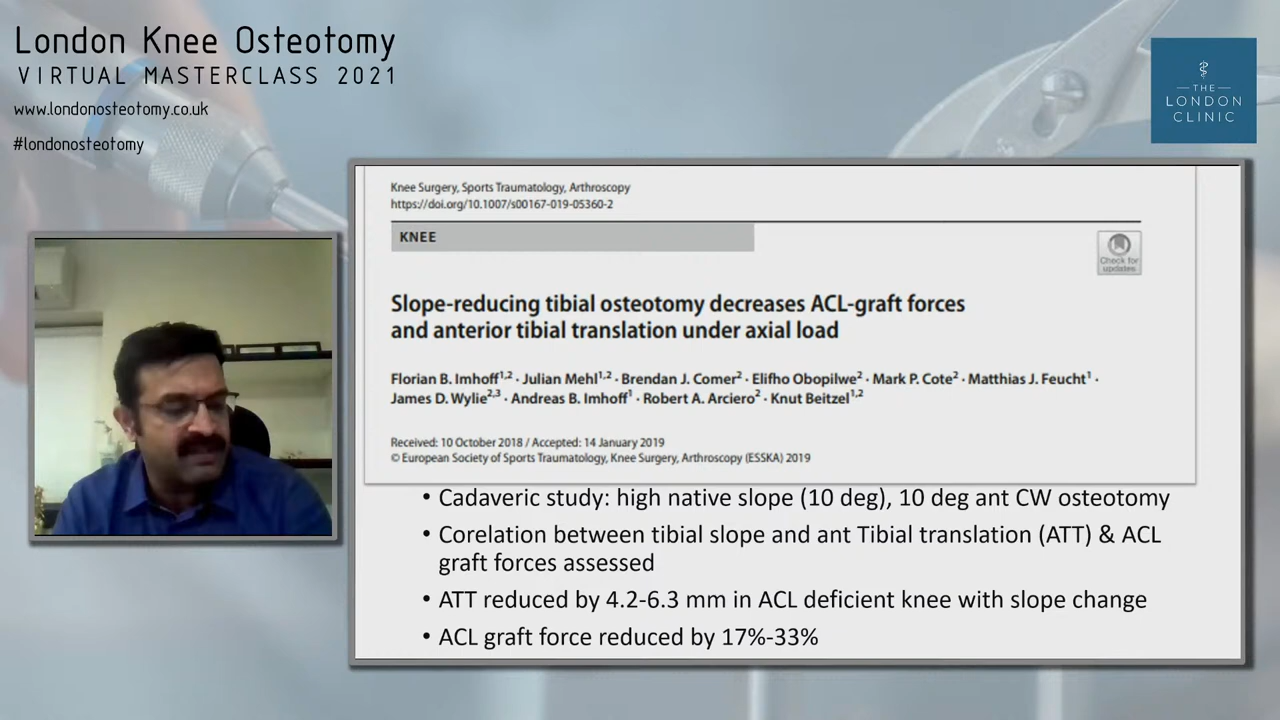 London Knee Osteotomy
VIRTUAL MASTERCLASS 2021
www.londonosteotomy.co.uk
#londonosteotomy
THE
LONDON
CLINIC
Knee Surgery, Sports Traumatology, Arthroscopy
https://doi.org/10.1007/s00167-019-05360-2
KNEE
Check for
updates
Slope-reducing tibial osteotomy decreases ACL-graft forces
and anterior tibial translation under axial load
Florian B. Imhoff1,2 · Julian Mehl1,2 · Brendan J. Comer2 · Elifho Obopilwe2 · Mark P. Cote2 · Matthias J. Feucht1 ·
James D. Wylie2,3 · Andreas B. Imhoff1 · Robert A. Arciero2 · Knut Beitzel1,2
Received: 10 October 2018 / Accepted: 14 January 2019
© European Society of Sports Traumatology, Knee Surgery, Arthroscopy (ESSKA) 2019
• Cadaveric study: high native slope (10 deg), 10 deg ant CW osteotomy
• Corelation between tibial slope and ant Tibial translation (ATT) & ACL
graft forces assessed
• ATT reduced by 4.2-6.3 mm in ACL deficient knee with slope change
• ACL graft force reduced by 17%-33%